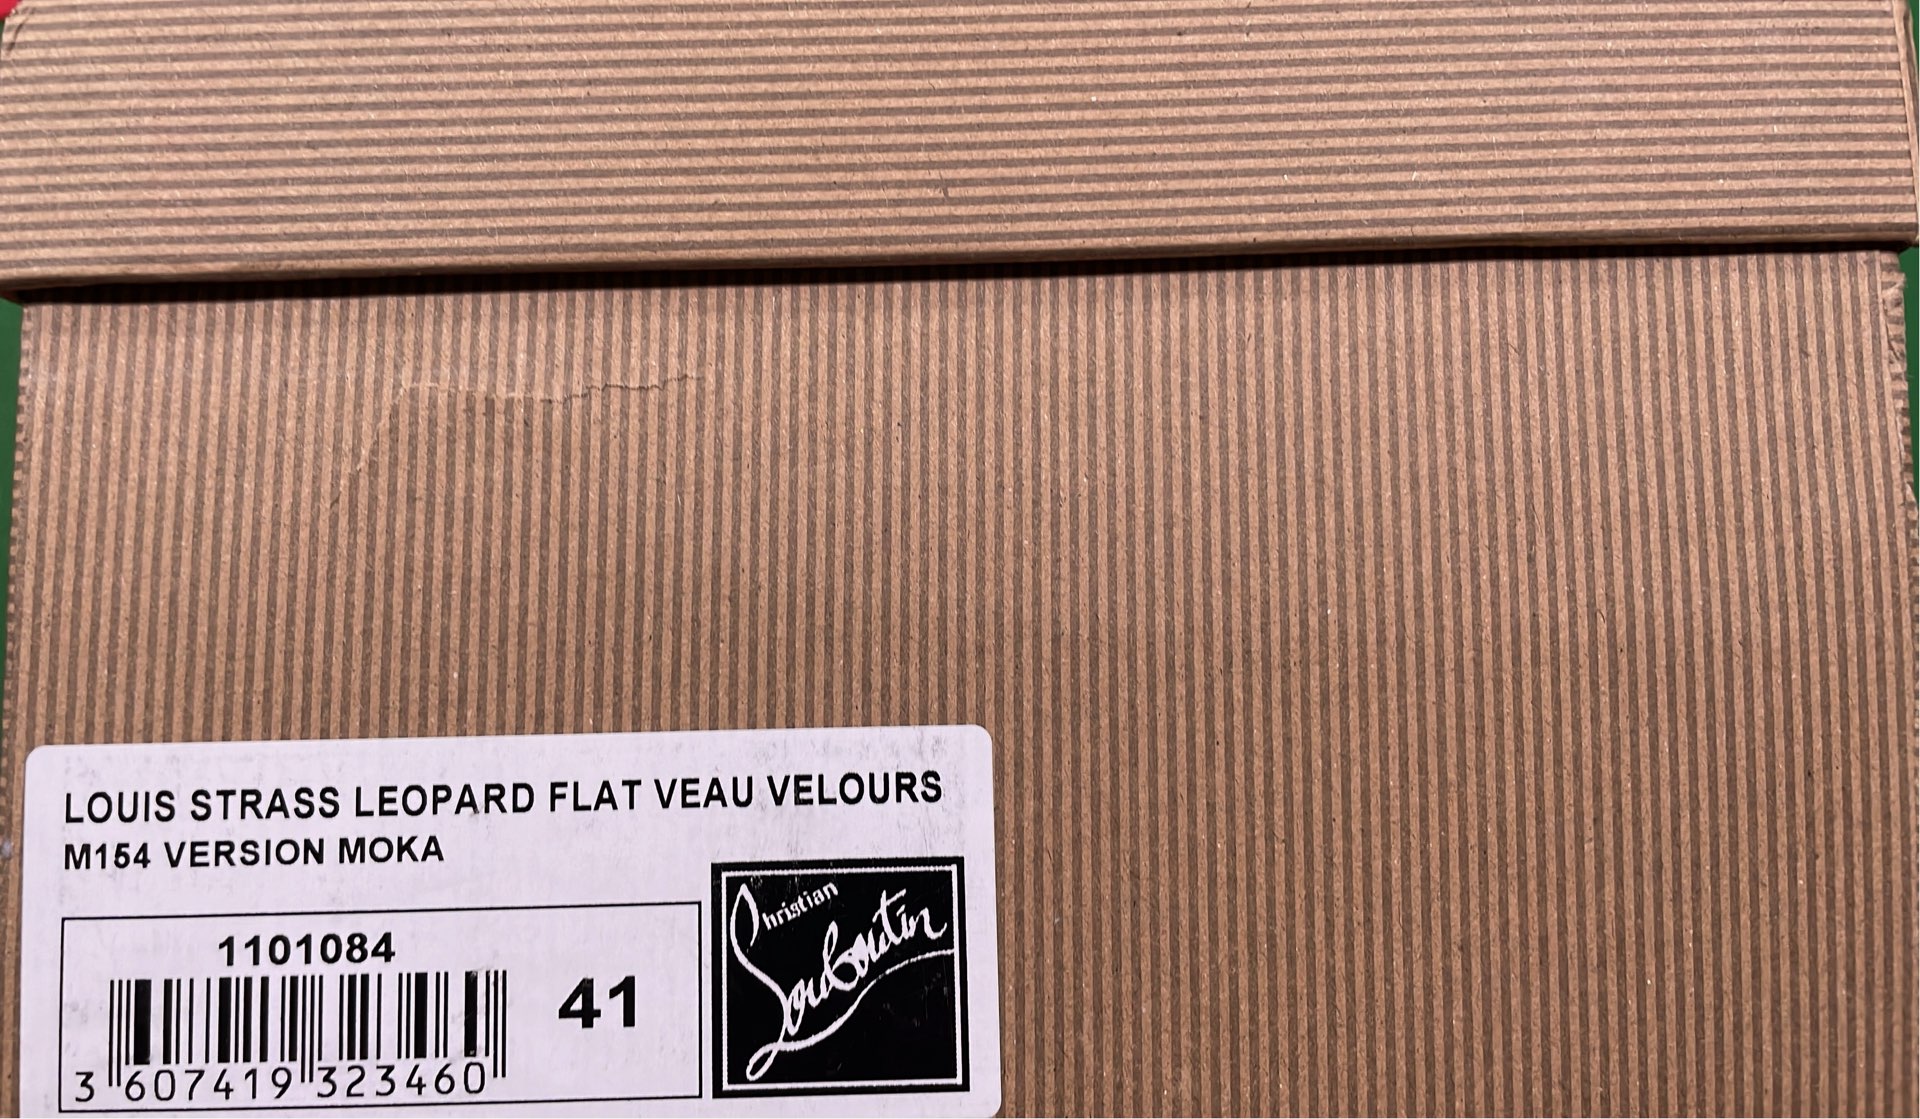 LOUIS STRASS LEOPARD FLAT VEAU VELOURS
M154 VERSION MOKA
1101084
41
3 607419 323460
Christian
Louboutin